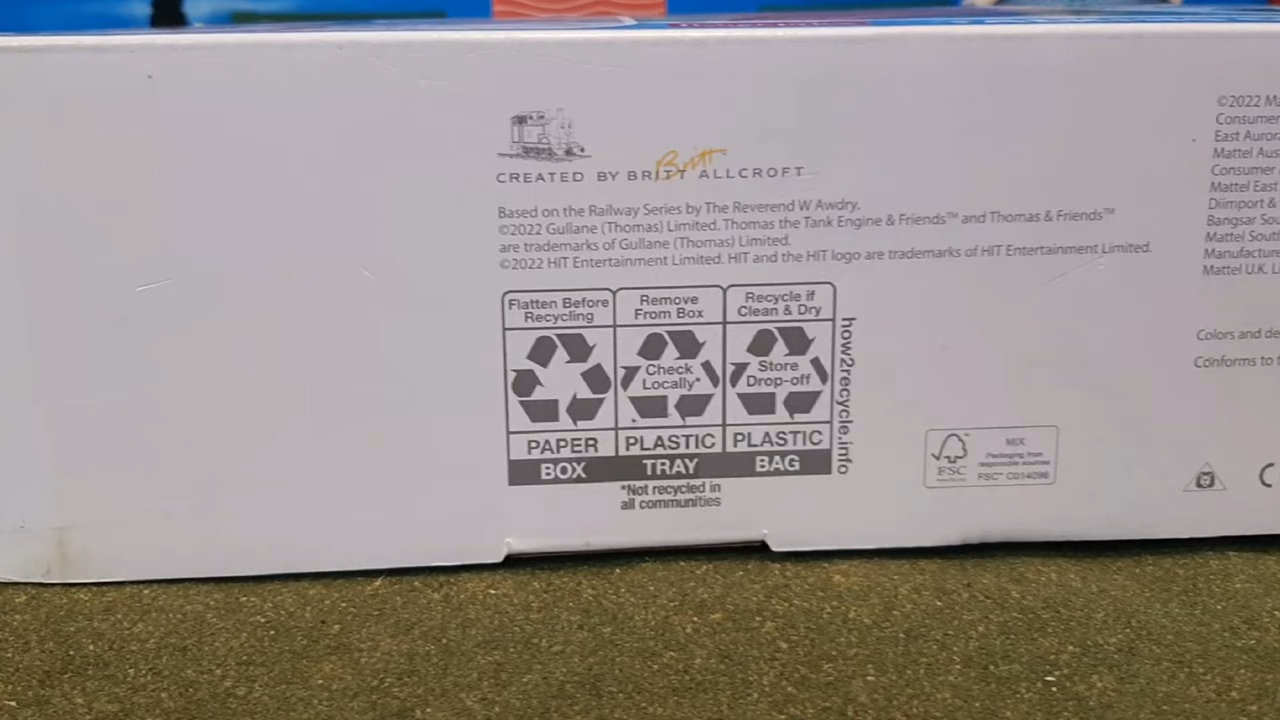 Britt
CREATED BY BRITT ALLCROFT
Based on the Railway Series by The Reverend W Awdry.
©2022 Gullane (Thomas) Limited. Thomas the Tank Engine & Friends™ and Thomas & Friends™
are trademarks of Gullane (Thomas) Limited.
©2022 HIT Entertainment Limited. HIT and the HIT logo are trademarks of HIT Entertainment Limited.
Flatten Before
Recycling
PAPER
BOX
Remove
From Box
Check
Locally*
PLASTIC
TRAY
*Not recycled in
all communities
Recycle if
Clean & Dry
Store
Drop-off
PLASTIC
BAG
how2recycle.info
FSC
MIX
Packaging from
responsible sources
FSC® C014096
©2022 Ma
Consumer
East Auror
Mattel Aus
Consumer
Mattel East
Diimport &
Bangsar Sou
Mattel South
Manufacture
Mattel U.K. L
Colors and de
Conforms to